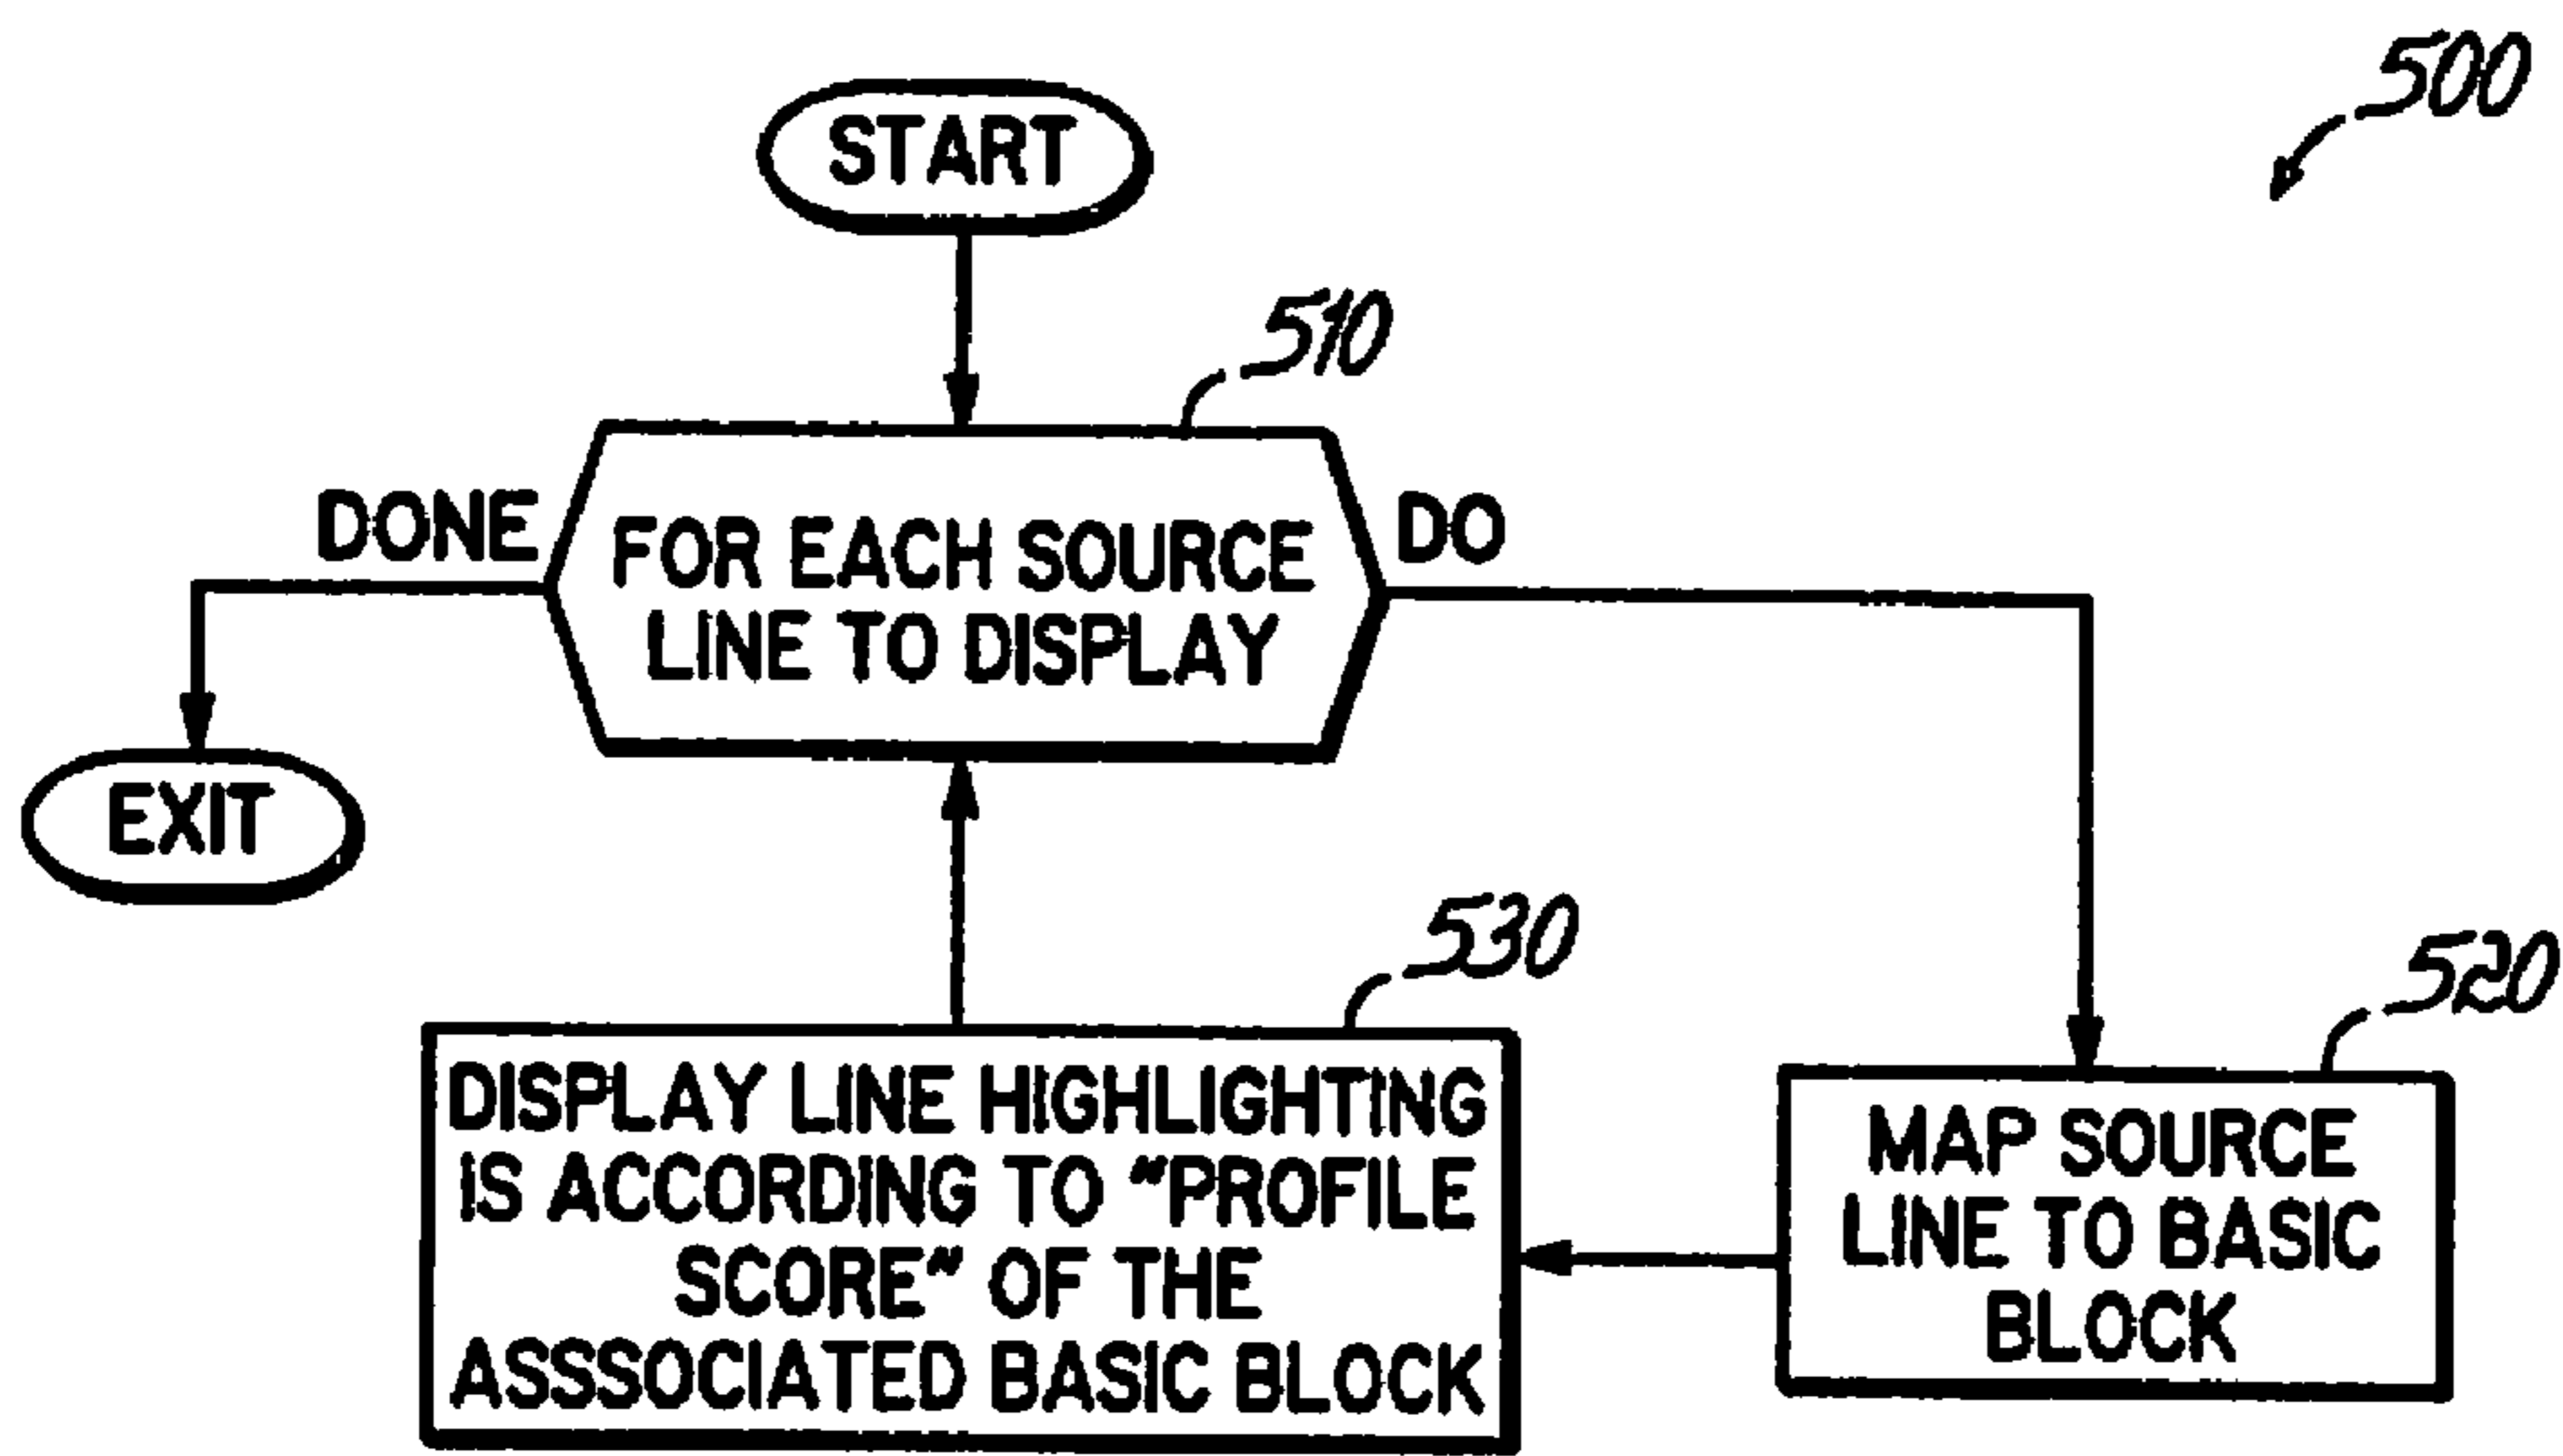 500
START
510
DONE
DO
FOR EACH SOURCE
LINE TO DISPLAY
EXIT
530
520
DISPLAY LINE HIGHLIGHTING
IS ACCORDING TO "PROFILE
SCORE" OF THE
ASSSOCIATED BASIC BLOCK
MAP SOURCE
LINE TO BASIC
BLOCK